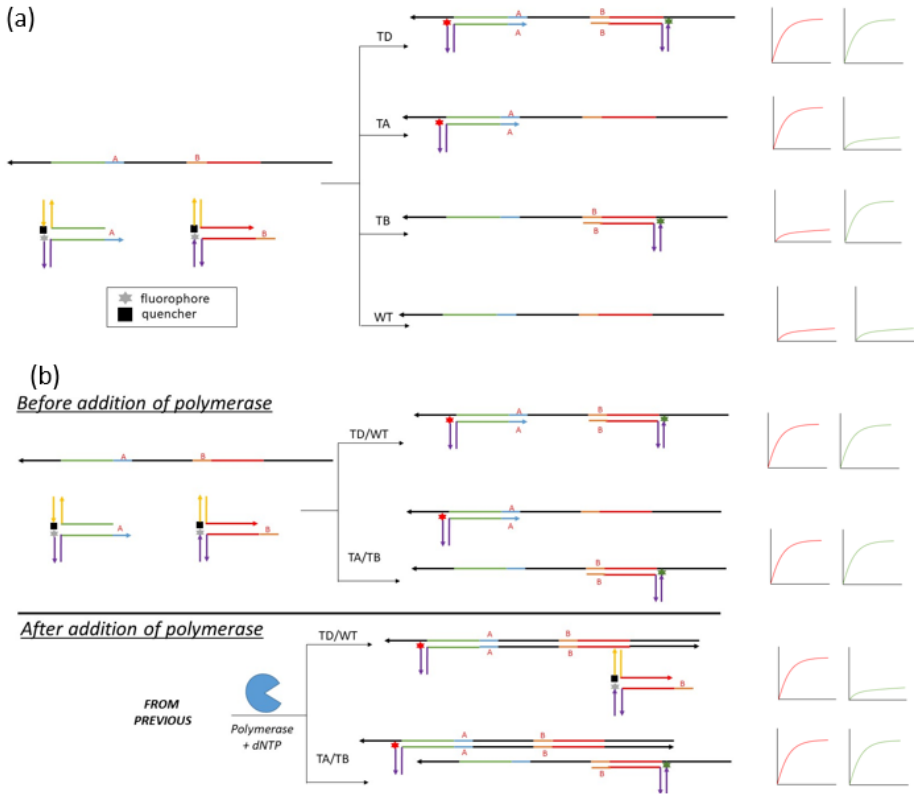 (a)
A
B
TD
A
B
A
B
TA
A
A
A
B
TB
B
B
fluorophore
quencher
WT
(b)
Before addition of polymerase
TD/WT
A
B
A
B
A
B
A
A
A
B
TA/TB
B
B
After addition of polymerase
TD/WT
A
B
A
B
FROM
PREVIOUS
B
Polymerase
+ dNTP
TA/TB
A
B
A
B
B